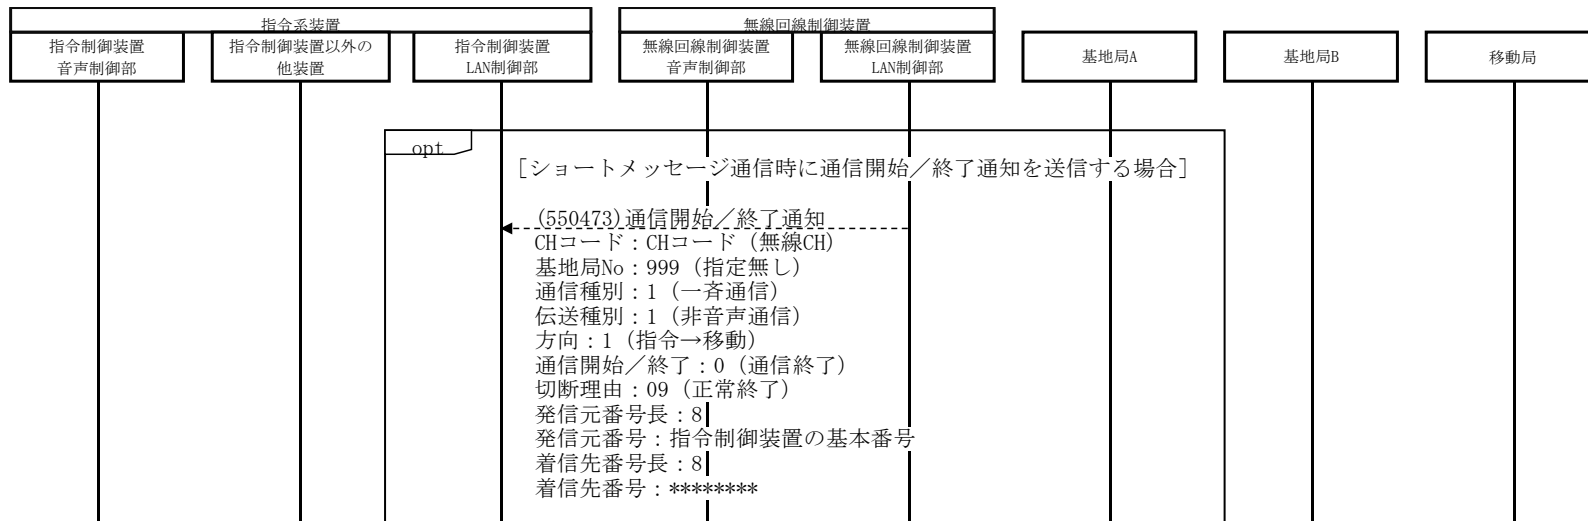 指令系装置
無線回線制御装置
指令制御装置
音声制御部
指令制御装置以外の
他装置
指令制御装置
LAN制御部
無線回線制御装置
音声制御部
無線回線制御装置
LAN制御部
基地局A
基地局B
移動局
opt
[ショートメッセージ通信時に通信開始／終了通知を送信する場合]
(550473)通信開始／終了通知
CHコード：CHコード（無線CH）
基地局No：999（指定無し）
通信種別：1（一斉通信）
伝送種別：1（非音声通信）
方向：1（指令→移動）
通信開始／終了：0（通信終了）
切断理由：09（正常終了）
発信元番号長：8
発信元番号：指令制御装置の基本番号
着信先番号長：8
着信先番号：********